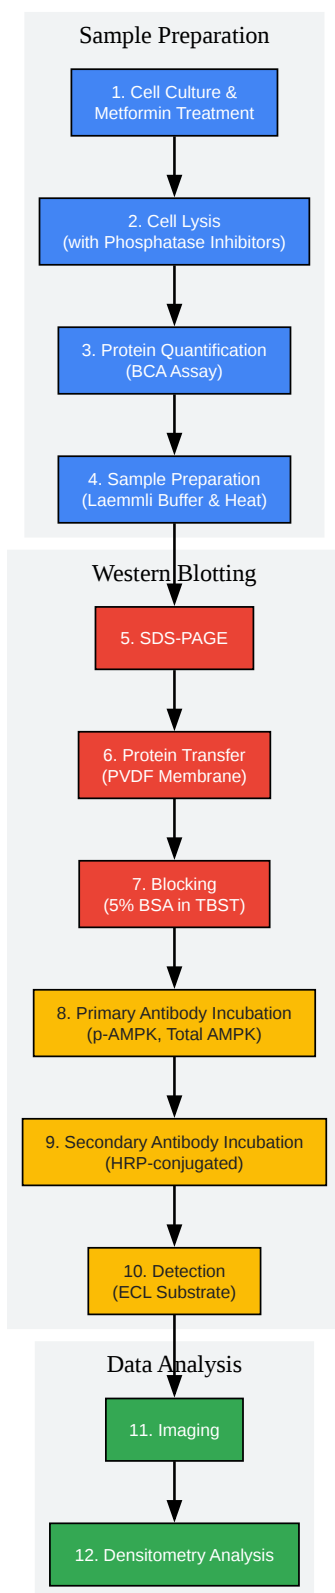 Sample Preparation
1. Cell Culture &
Metformin Treatment
2. Cell Lysis
(with Phosphatase Inhibitors)
3. Protein Quantification
(BCA Assay)
4. Sample Preparation
(Laemmli Buffer & Heat)
Western Blotting
5. SDS-PAGE
6. Protein Transfer
(PVDF Membrane)
7. Blocking
(5% BSA in TBST)
8. Primary Antibody Incubation
(p-AMPK, Total AMPK)
9. Secondary Antibody Incubation
(HRP-conjugated)
10. Detection
(ECL Substrate)
Data Analysis
11. Imaging
12. Densitometry Analysis